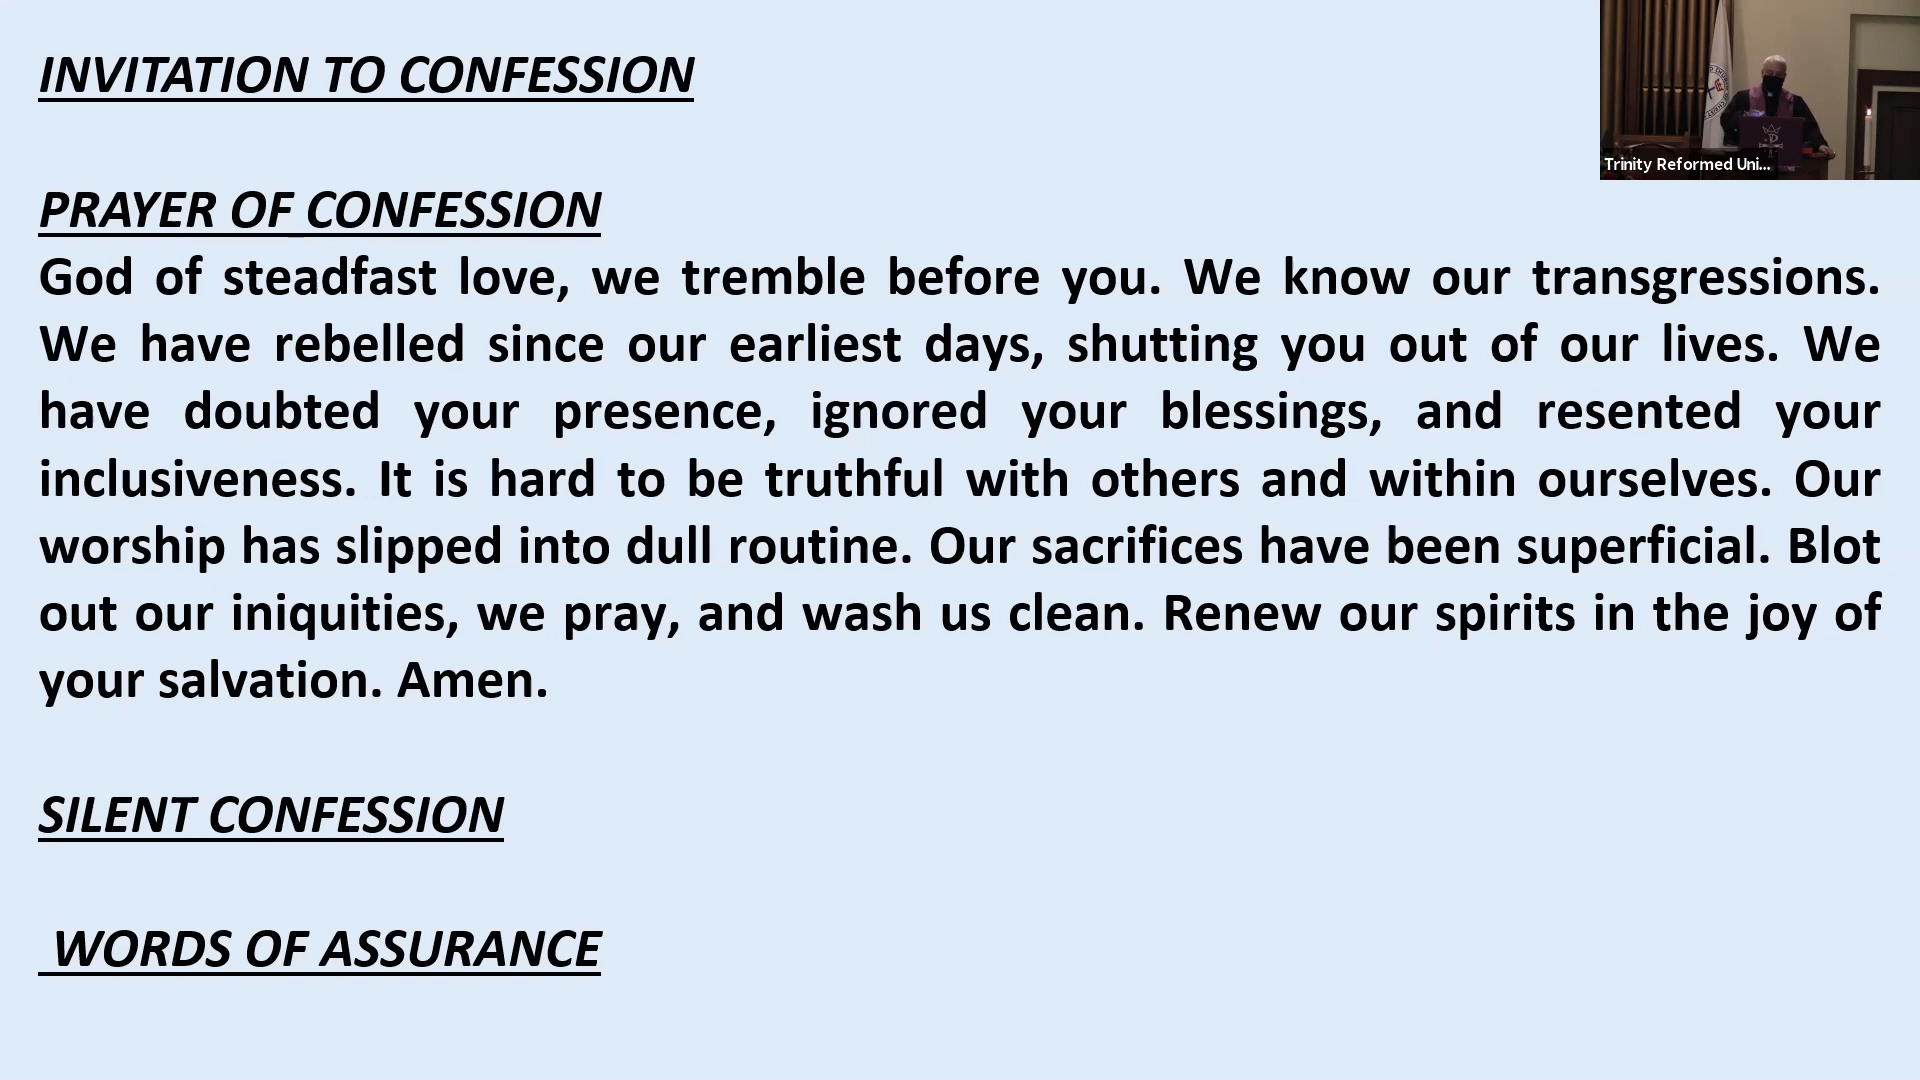 INVITATION TO CONFESSION
PRAYER OF CONFESSION
God of steadfast love, we tremble before you. We know our transgressions.
We have rebelled since our earliest days, shutting you out of our lives. We
have doubted your presence, ignored your blessings, and resented your
inclusiveness. It is hard to be truthful with others and within ourselves. Our
worship has slipped into dull routine. Our sacrifices have been superficial. Blot
out our iniquities, we pray, and wash us clean. Renew our spirits in the joy of
your salvation. Amen.
SILENT CONFESSION
WORDS OF ASSURANCE
Trinity Reformed Uni...